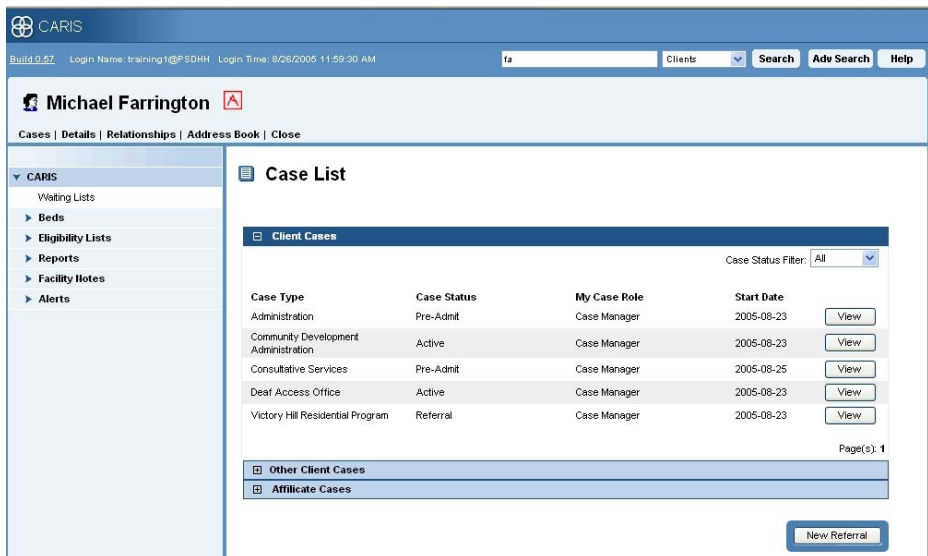 CARIS
Build 0.57 Login Name: training1@PSDHH Login Time: 8/26/2005 11:59:30 AM fa Clients Search Adv Search Help
Michael Farrington A
Cases | Details | Relationships | Address Book | Close
CARIS
Waiting Lists
Beds
Eligibility Lists
Reports
Facility Notes
Alerts
Case List
Client Cases
Case Status Filter: All
Case Type Case Status My Case Role Start Date
Administration Pre-Admit Case Manager 2005-08-23 View
Community Development
Administration Active Case Manager 2005-08-23 View
Consultative Services Pre-Admit Case Manager 2005-08-25 View
Deaf Access Office Active Case Manager 2005-08-23 View
Victory Hill Residential Program Referral Case Manager 2005-08-23 View
Page(s): 1
Other Client Cases
Affilicate Cases
New Referral